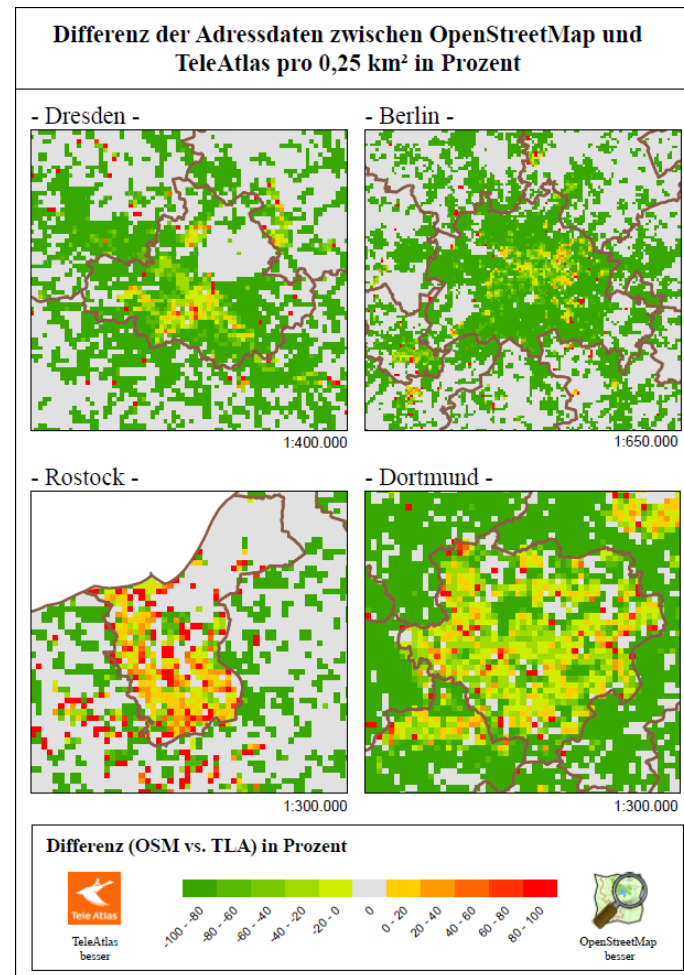 Differenz der Adressdaten zwischen OpenStreetMap und
TeleAtlas pro 0,25 km² in Prozent
- Dresden -
- Berlin -
1:400.000
1:650.000
- Rostock -
- Dortmund -
1:300.000
1:300.000
Differenz (OSM vs. TLA) in Prozent
Tele Atlas
TeleAtlas
besser
-100 - -80
-80 - -60
-60 - -40
-40 - -20
-20 - 0
0
0-20
20-40
40-60
60-80
80-100
OpenStreetMap
besser